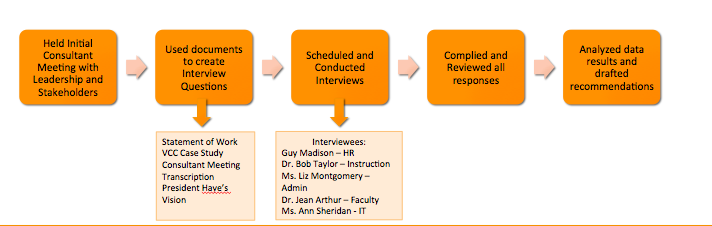 Held Initial
Consultant
Meeting with
Leadership and
Stakeholders
Used documents
to create
Interview
Questions
Scheduled and
Conducted
Interviews
Complied and
Reviewed all
responses
Analyzed data
results and
drafted
recommendations
Statement of Work
VCC Case Study
Consultant Meeting
Transcription
President Have's
Vision
Interviewees:
Guy Madison – HR
Dr. Bob Taylor – Instruction
Ms. Liz Montgomery –
Admin
Dr. Jean Arthur – Faculty
Ms. Ann Sheridan - IT